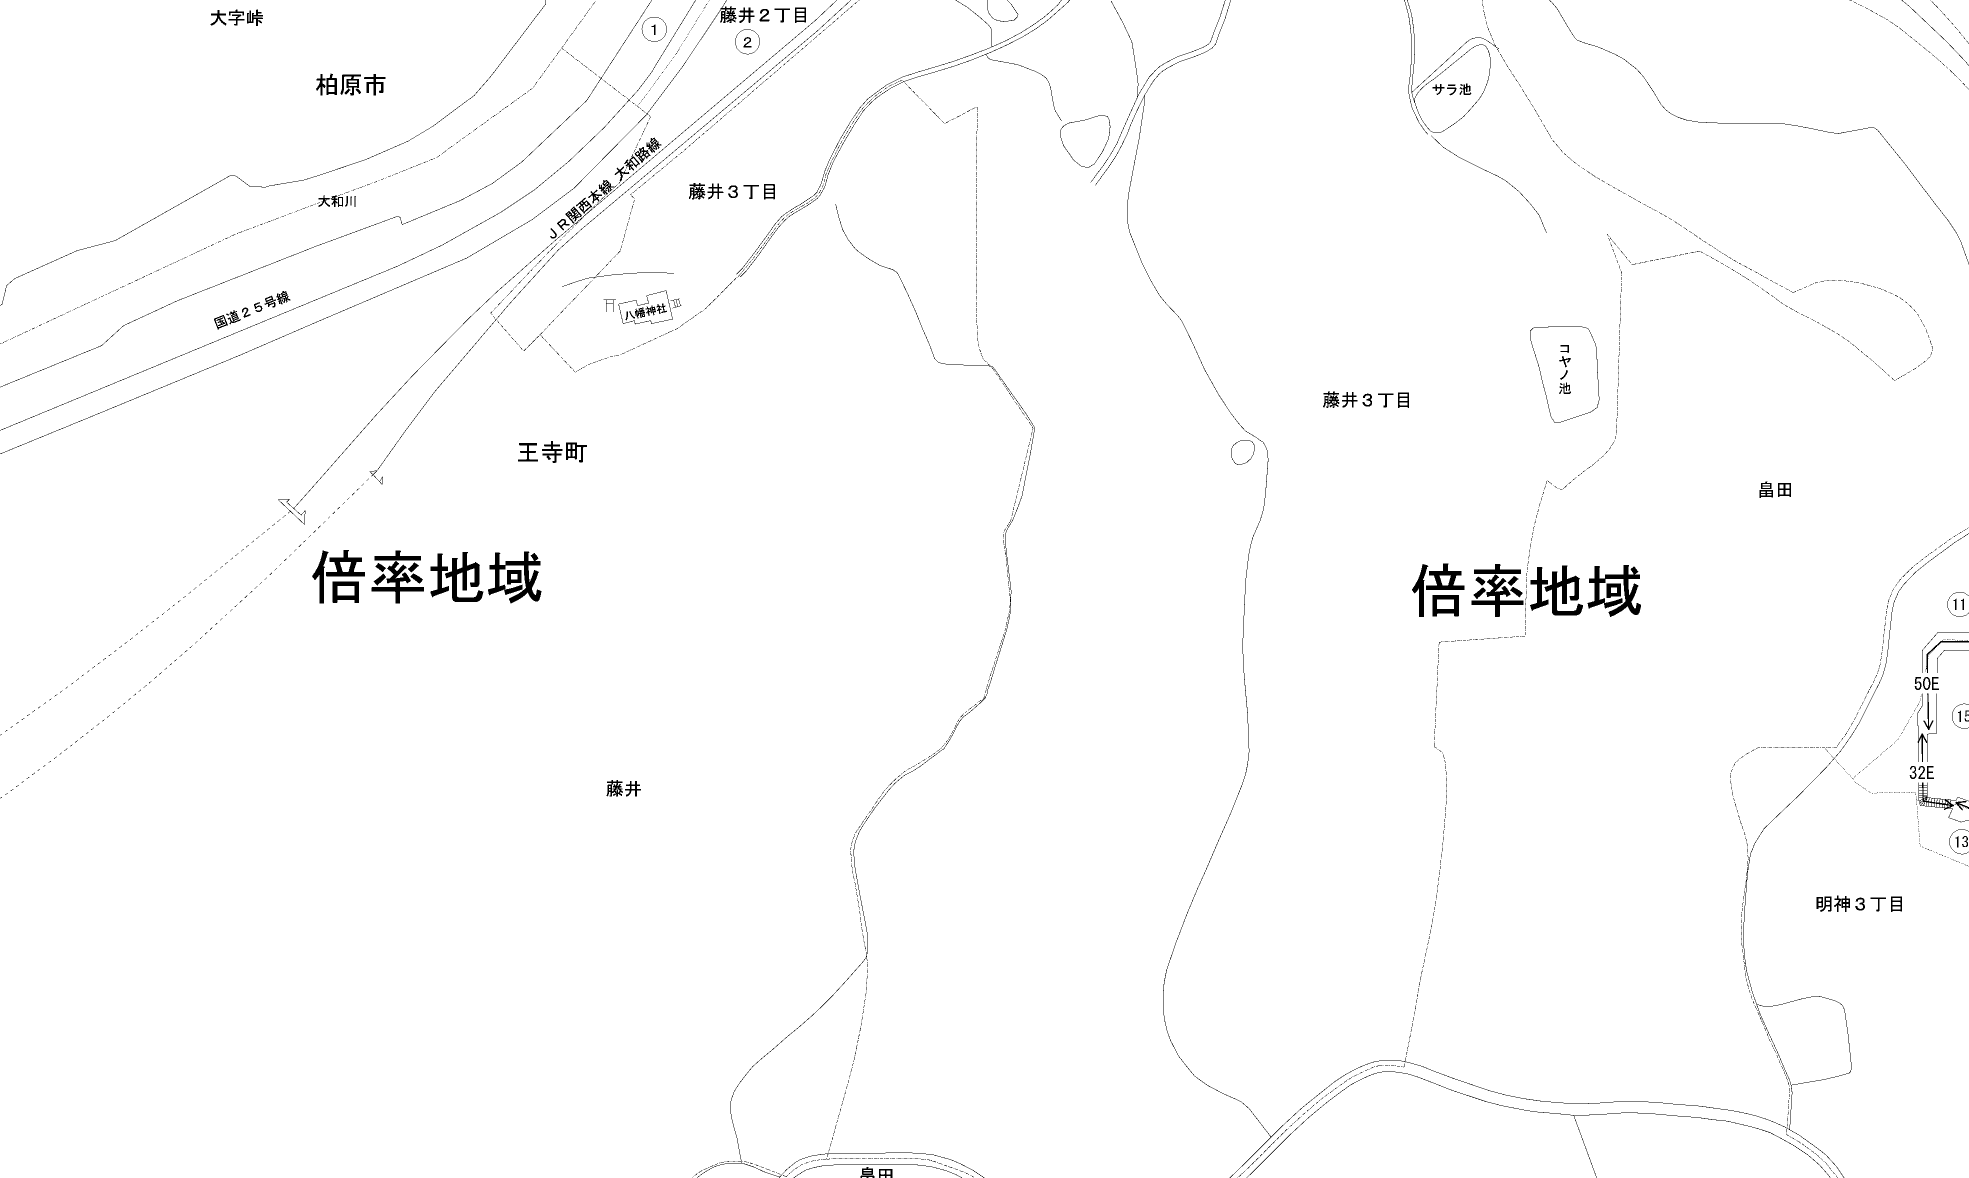 大字峠
①
藤井２丁目
②
柏原市
サラ池
ＪＲ関西本線 大和路線
藤井３丁目
大和川
国道２５号線
八幡神社
コヤノ池
藤井３丁目
王寺町
畠田
倍率地域
倍率地域
⑪
50E
⑮
32E
藤井
⑬
明神３丁目
畠田